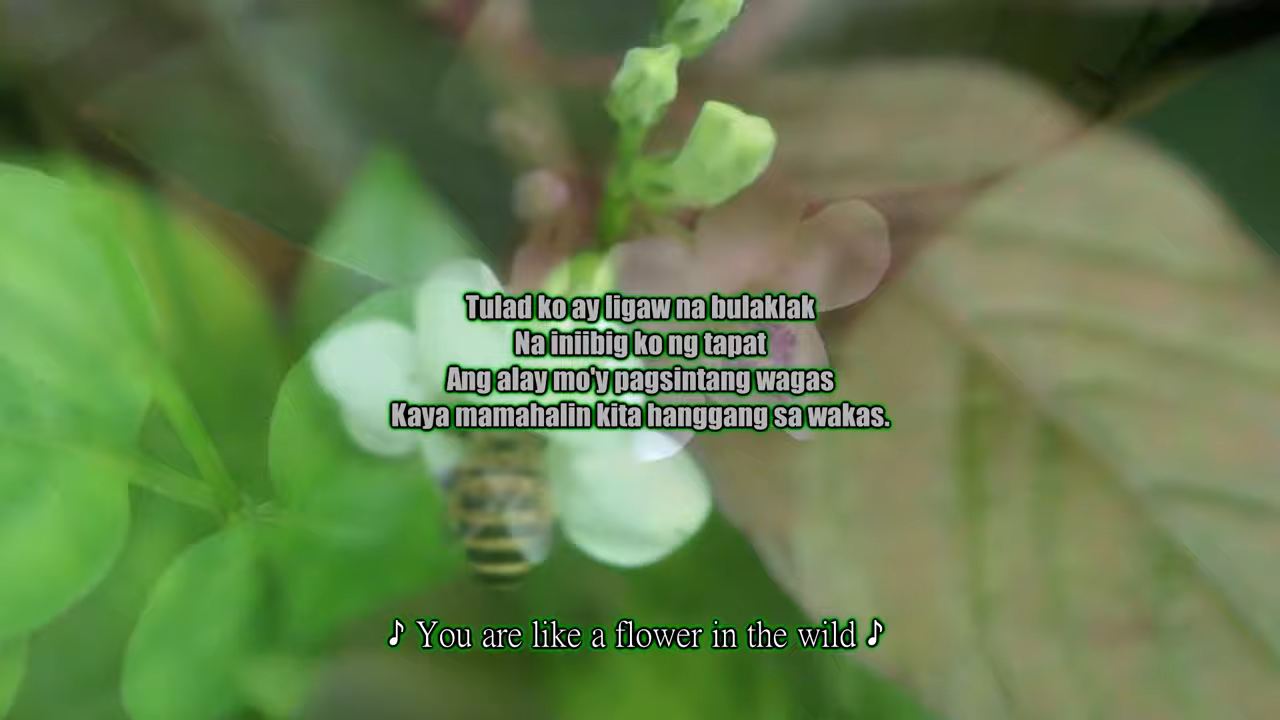 Tulad ko ay ligaw na bulaklak
Na iniibig ko ng tapat
Ang alay mo'y pagsintang wagas
Kaya mamahalin kita hanggang sa wakas.
♪ You are like a flower in the wild ♪